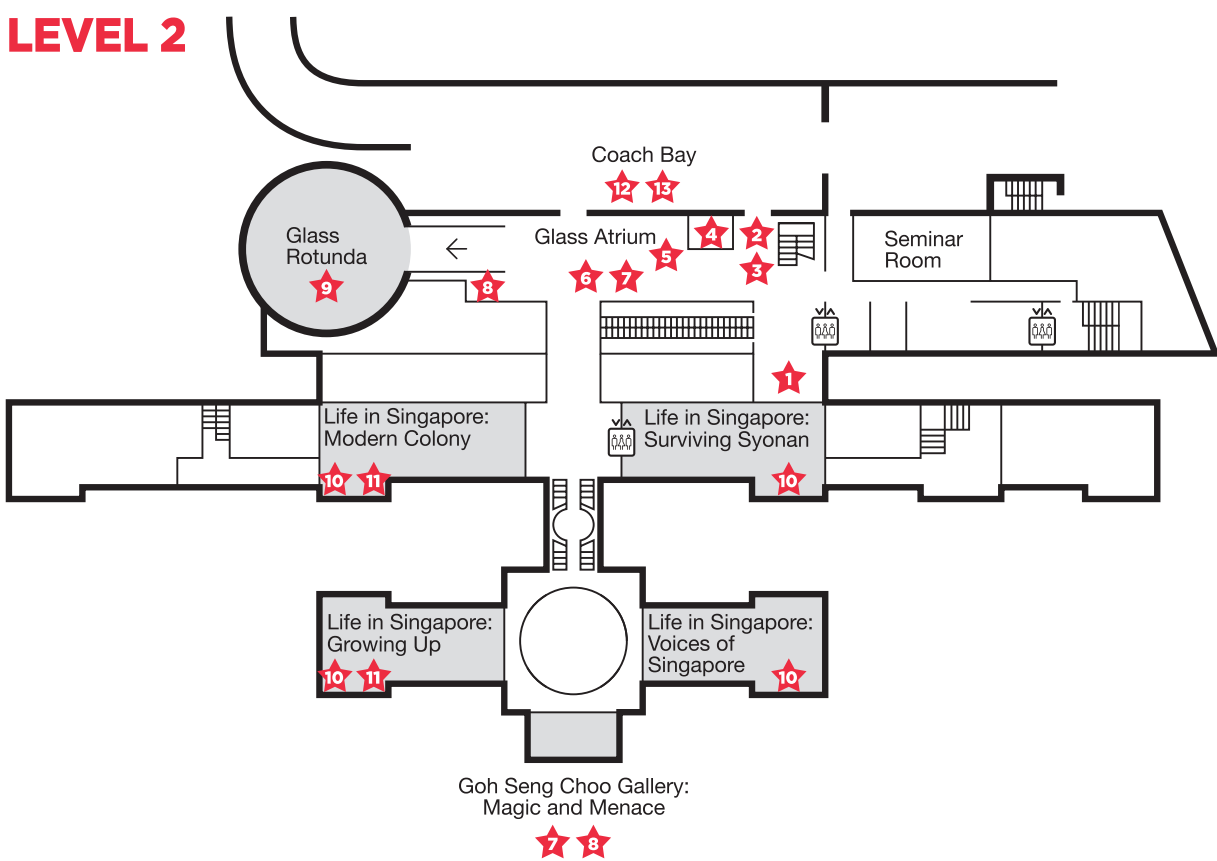 LEVEL 2
Coach Bay
12 13
Glass Atrium
4
2
5
3
6 7
8
Glass
Rotunda
9
Seminar
Room
1
Life in Singapore:
Modern Colony
10 11
Life in Singapore:
Surviving Syonan
10
Life in Singapore:
Growing Up
10 11
Life in Singapore:
Voices of
Singapore
10
Goh Seng Choo Gallery:
Magic and Menace
7 8